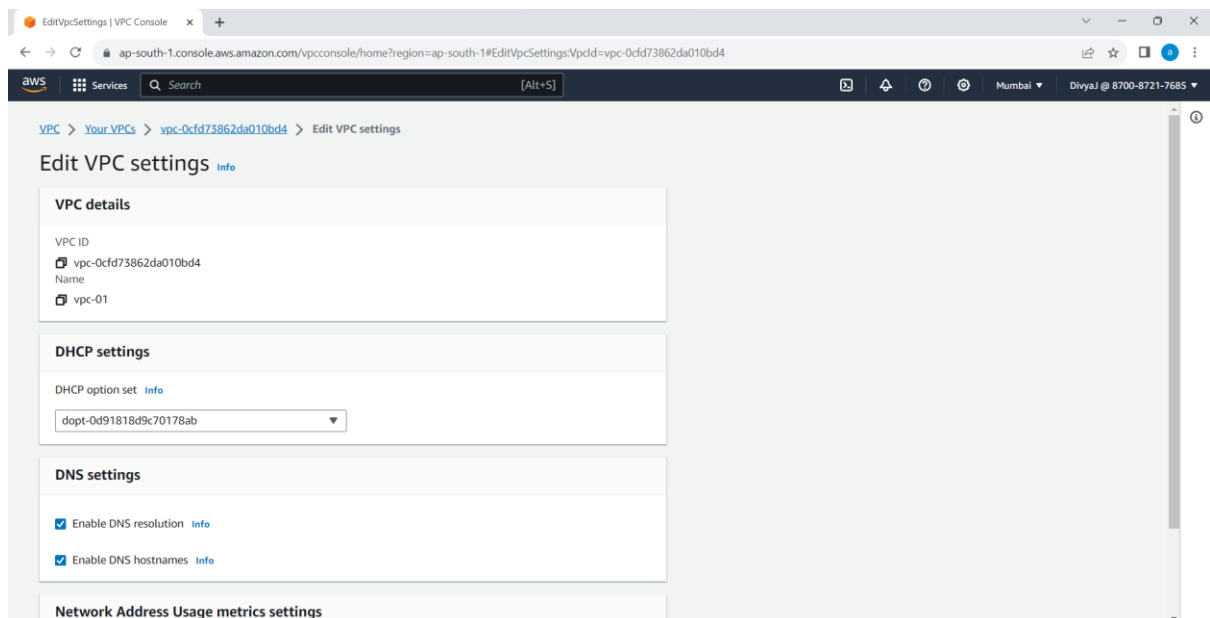 EditVpcSettings | VPC Console
ap-south-1.console.aws.amazon.com/vpcconsole/home?region=ap-south-1#EditVpcSettings:VpcId=vpc-0cfd73862da010bd4
a
aws Services Search [Alt+S] Mumbai DivyaJ @ 8700-8721-7685
VPC > Your VPCs > vpc-0cfd73862da010bd4 > Edit VPC settings
Edit VPC settings Info
VPC details
VPC ID
vpc-0cfd73862da010bd4
Name
vpc-01
DHCP settings
DHCP option set Info
dopt-0d91818d9c70178ab
DNS settings
Enable DNS resolution Info
Enable DNS hostnames Info
Network Address Usage metrics settings